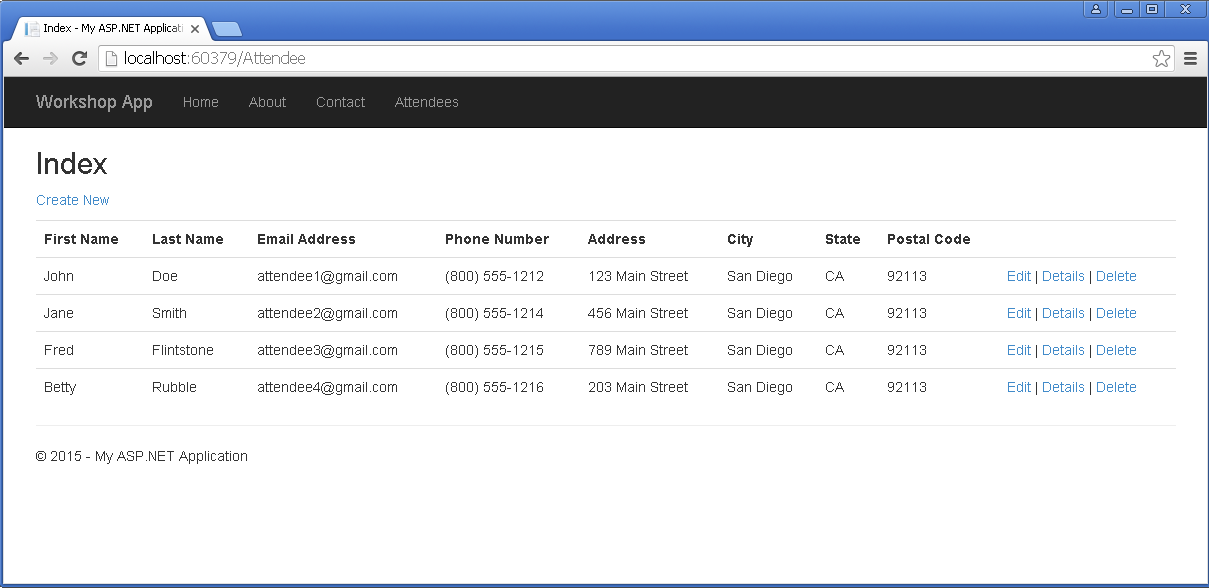 Index - My ASP.NET Applicati
localhost:60379/Attendee
Workshop App Home About Contact Attendees
Index
Create New
First Name Last Name Email Address Phone Number Address City State Postal Code
John Doe attendee1@gmail.com (800) 555-1212 123 Main Street San Diego CA 92113 Edit | Details | Delete
Jane Smith attendee2@gmail.com (800) 555-1214 456 Main Street San Diego CA 92113 Edit | Details | Delete
Fred Flintstone attendee3@gmail.com (800) 555-1215 789 Main Street San Diego CA 92113 Edit | Details | Delete
Betty Rubble attendee4@gmail.com (800) 555-1216 203 Main Street San Diego CA 92113 Edit | Details | Delete
© 2015 - My ASP.NET Application